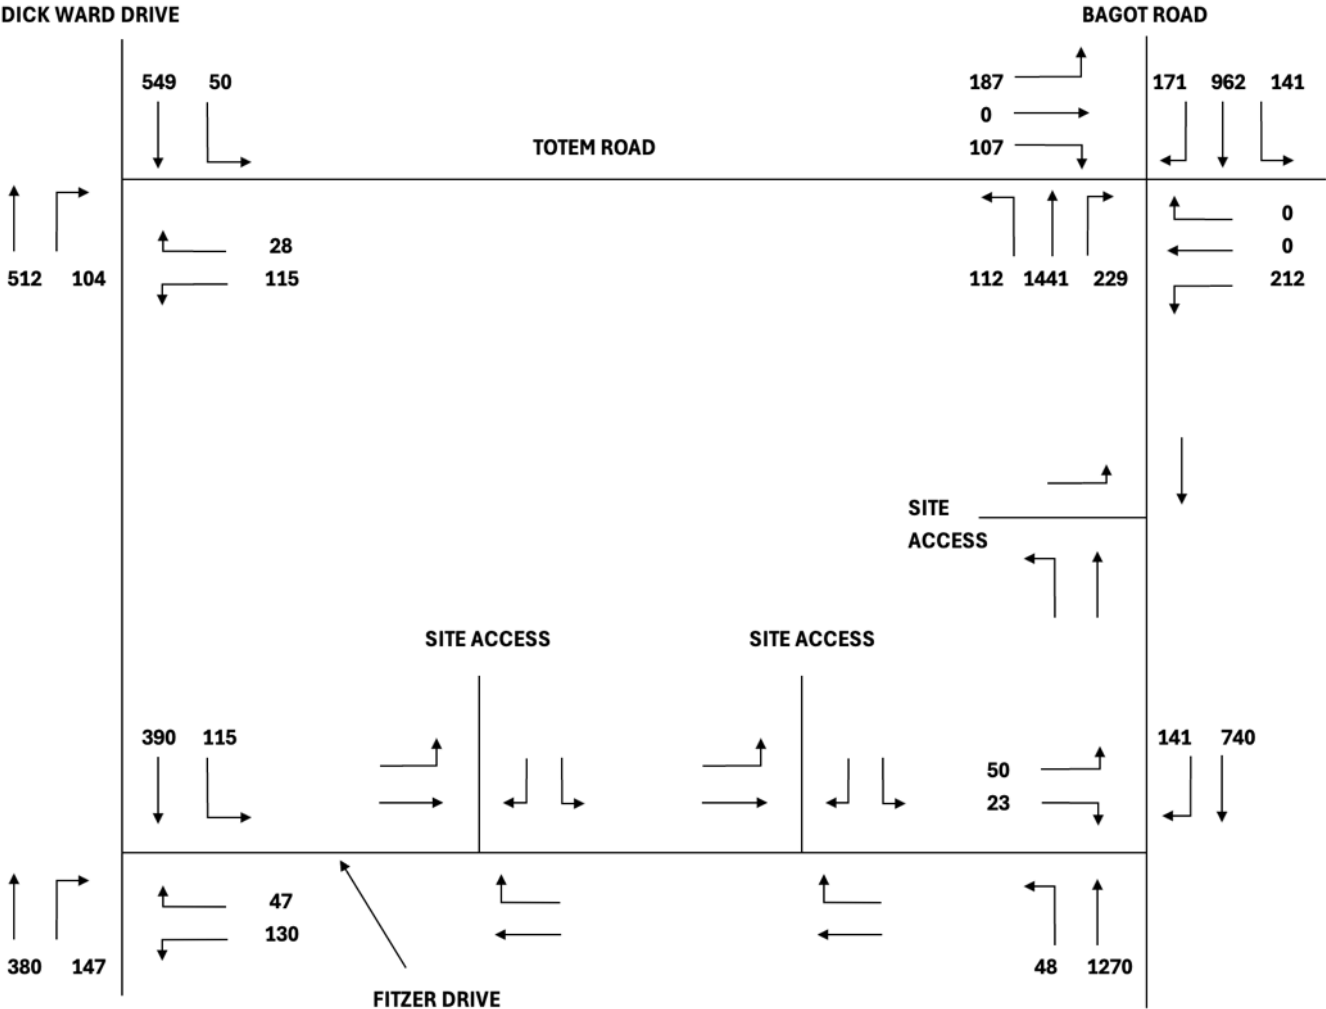 DICK WARD DRIVE
BAGOT ROAD
549 50
187
171 962 141
0
TOTEM ROAD
107
28
0
0
512 104
115
112 1441 229
212
SITE
ACCESS
SITE ACCESS
SITE ACCESS
390 115
141 740
50
23
47
130
380 147
48 1270
FITZER DRIVE